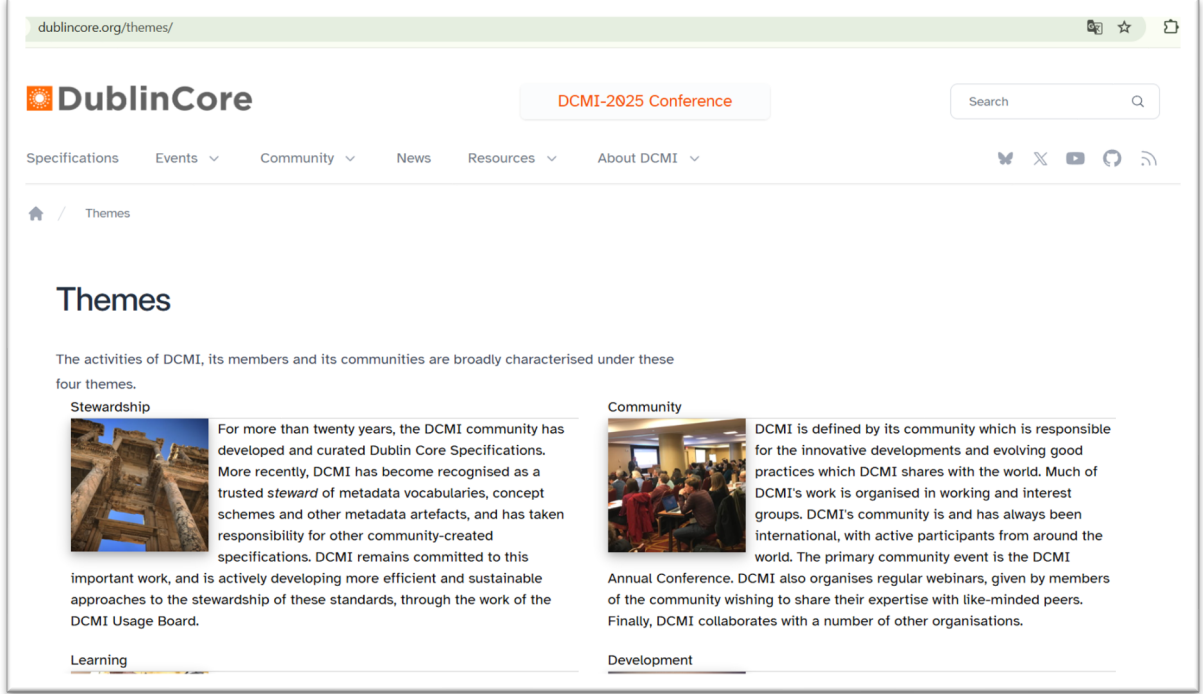 dublincore.org/themes/
DublinCore
DCMI-2025 Conference
Search
Specifications
Events
Community
News
Resources
About DCMI
Themes
Themes
The activities of DCMI, its members and its communities are broadly characterised under these
four themes.
Stewardship
For more than twenty years, the DCMI community has
developed and curated Dublin Core Specifications.
More recently, DCMI has become recognised as a
trusted steward of metadata vocabularies, concept
schemes and other metadata artefacts, and has taken
responsibility for other community-created
specifications. DCMI remains committed to this
important work, and is actively developing more efficient and sustainable
approaches to the stewardship of these standards, through the work of the
DCMI Usage Board.
Community
DCMI is defined by its community which is responsible
for the innovative developments and evolving good
practices which DCMI shares with the world. Much of
DCMI's work is organised in working and interest
groups. DCMI's community is and has always been
international, with active participants from around the
world. The primary community event is the DCMI
Annual Conference. DCMI also organises regular webinars, given by members
of the community wishing to share their expertise with like-minded peers.
Finally, DCMI collaborates with a number of other organisations.
Learning
Development